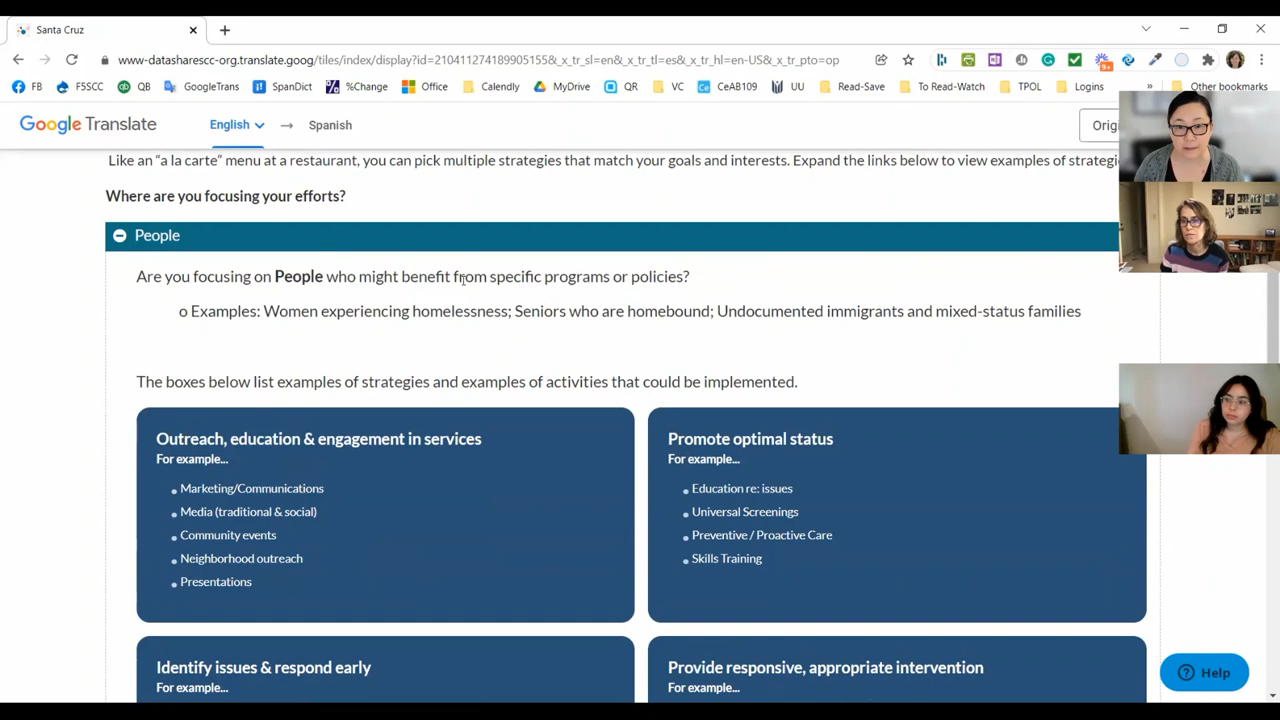 Santa Cruz
www-datasharescc-org.translate.goog/tiles/index/display?id=210411274189905155&_x_tr_sl=en&_x_tr_tl=es&_x_tr_hl=en-US&_x_tr_pto=op
9+
FB
F5SCC
QB
GoogleTrans
SpanDict
%Change
Office
Calendly
MyDrive
QR
VC
CeAB109
UU
Read-Save
To Read-Watch
TPOL
Logins
»
Other bookmarks
Google Translate
English
→
Spanish
Origi
Like an "a la carte" menu at a restaurant, you can pick multiple strategies that match your goals and interests. Expand the links below to view examples of strategi
Where are you focusing your efforts?
People
Are you focusing on People who might benefit from specific programs or policies?
o Examples: Women experiencing homelessness; Seniors who are homebound; Undocumented immigrants and mixed-status families
The boxes below list examples of strategies and examples of activities that could be implemented.
Outreach, education & engagement in services
For example...
• Marketing/Communications
• Media (traditional & social)
• Community events
• Neighborhood outreach
• Presentations
Promote optimal status
For example...
• Education re: issues
• Universal Screenings
• Preventive / Proactive Care
• Skills Training
Identify issues & respond early
For example...
Provide responsive, appropriate intervention
For example...
Help